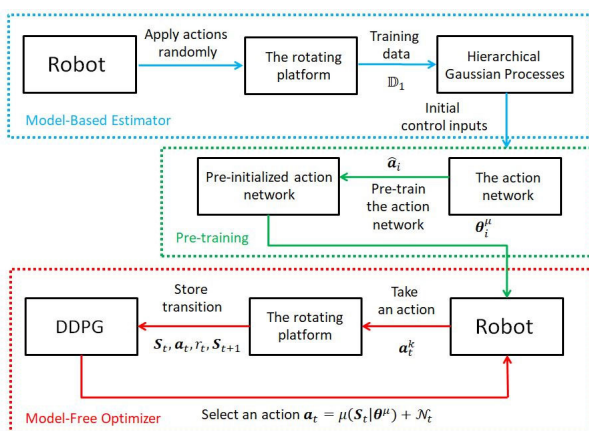 Robot
Apply actions
randomly
The rotating
platform
Training
data
𝔻₁
Hierarchical
Gaussian Processes
Model-Based Estimator
Initial
control inputs
Pre-initialized action
network
â_i
Pre-train
the action
network
The action
network
θ_i^μ
Pre-training
DDPG
Store
transition
S_t, a_t, r_t, S_{t+1}
The rotating
platform
Take
an action
a_t^k
Robot
Select an action a_t = μ(S_t|θ^μ) + 𝒩_t
Model-Free Optimizer